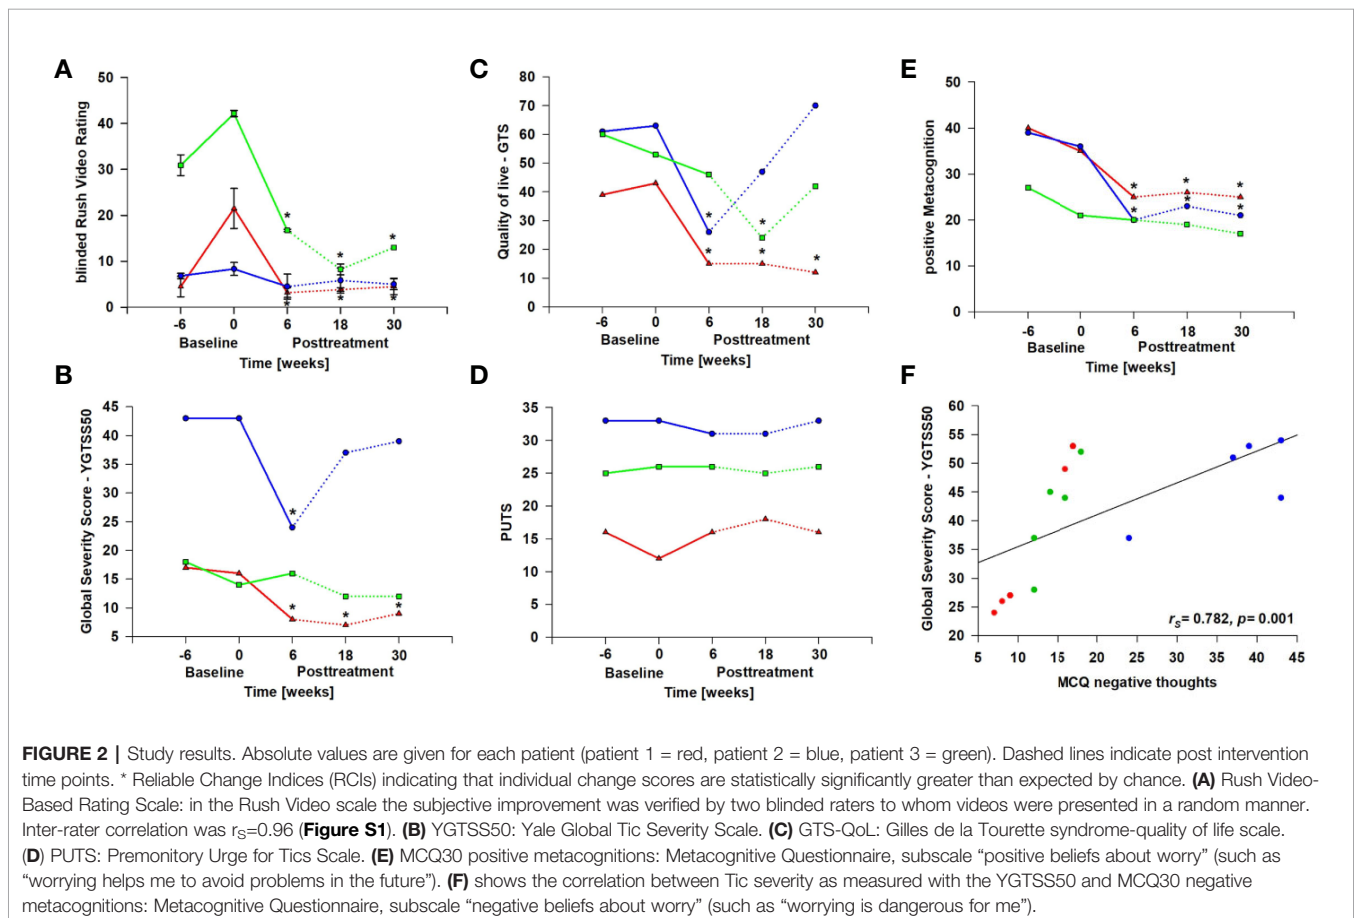 A
blinded Rush Video Rating
50
40
30
20
10
0
*
*
*
*
*
*
-6 0 6 18 30
Baseline Posttreatment
Time [weeks]
C
Quality of live - GTS
80
70
60
50
40
30
20
10
0
*
*
*
*
*
-6 0 6 18 30
Baseline Posttreatment
Time [weeks]
E
positive Metacognition
50
40
30
20
10
0
* * *
* * *
-6 0 6 18 30
Baseline Posttreatment
Time [weeks]
B
Global Severity Score - YGTSS50
45
40
35
30
25
20
15
10
5
*
* * *
-6 0 6 18 30
Baseline Posttreatment
Time [weeks]
D
PUTS
35
30
25
20
15
10
5
0
-6 0 6 18 30
Baseline Posttreatment
Time [weeks]
F
Global Severity Score - YGTSS50
60
55
50
45
40
35
30
25
20
rS= 0.782, p= 0.001
5 10 15 20 25 30 35 40 45
MCQ negative thoughts
FIGURE 2 | Study results. Absolute values are given for each patient (patient 1 = red, patient 2 = blue, patient 3 = green). Dashed lines indicate post intervention
time points. * Reliable Change Indices (RCIs) indicating that individual change scores are statistically significantly greater than expected by chance. (A) Rush Video-
Based Rating Scale: in the Rush Video scale the subjective improvement was verified by two blinded raters to whom videos were presented in a random manner.
Inter-rater correlation was rS=0.96 (Figure S1). (B) YGTSS50: Yale Global Tic Severity Scale. (C) GTS-QoL: Gilles de la Tourette syndrome-quality of life scale.
(D) PUTS: Premonitory Urge for Tics Scale. (E) MCQ30 positive metacognitions: Metacognitive Questionnaire, subscale “positive beliefs about worry” (such as
“worrying helps me to avoid problems in the future”). (F) shows the correlation between Tic severity as measured with the YGTSS50 and MCQ30 negative
metacognitions: Metacognitive Questionnaire, subscale “negative beliefs about worry” (such as “worrying is dangerous for me”).